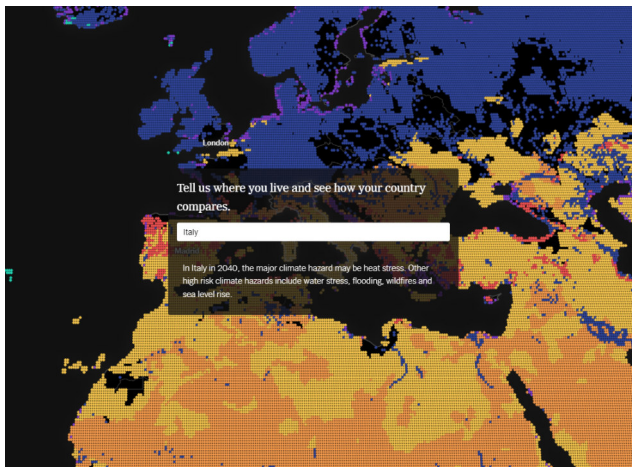 London
Tell us where you live and see how your country
compares.
Italy
In Italy in 2040, the major climate hazard may be heat stress. Other
high risk climate hazards include water stress, flooding, wildfires and
sea level rise.